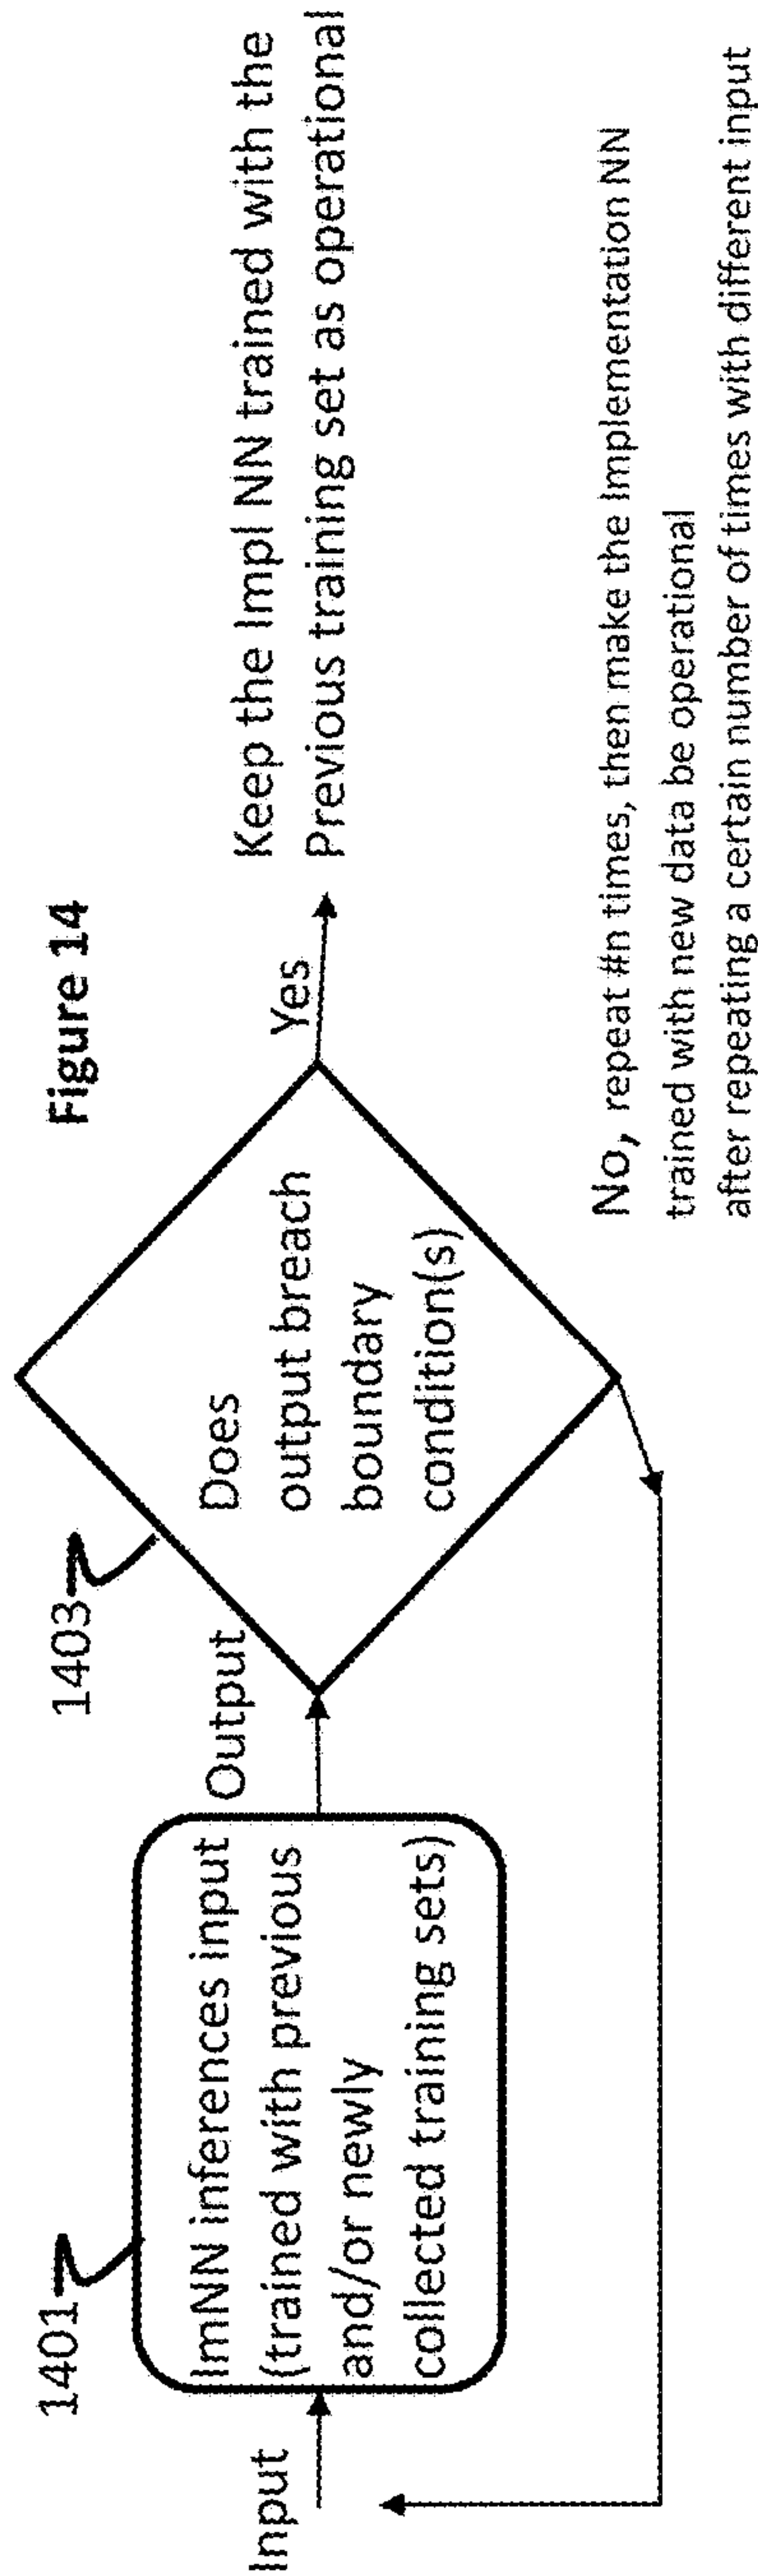 Figure 14
1401
1403
Input
ImNN inferences input
(trained with previous
and/or newly
collected training sets)
Output
Does
output breach
boundary
condition(s)
Yes
Keep the Impl NN trained with the
Previous training set as operational
No, repeat #n times, then make the Implementation NN
trained with new data be operational
after repeating a certain number of times with different input